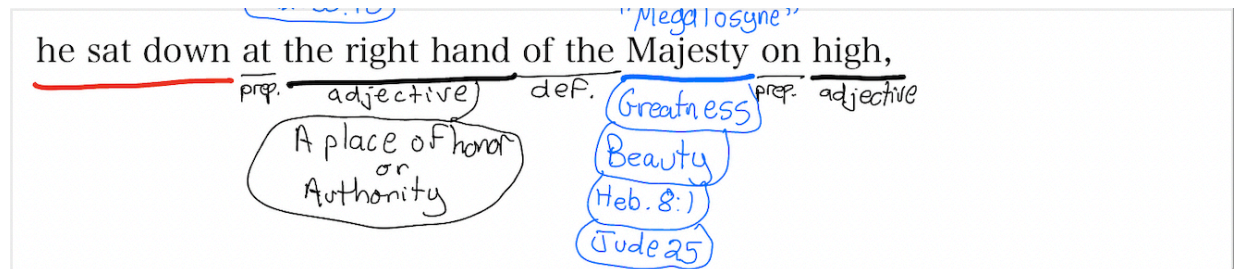 "Megalosyne"
he sat down at the right hand of the Majesty on high,
prep. adjective def. prep. adjective
Greatness
A place of honor
or
Authority
Beauty
Heb. 8:1
Jude 25